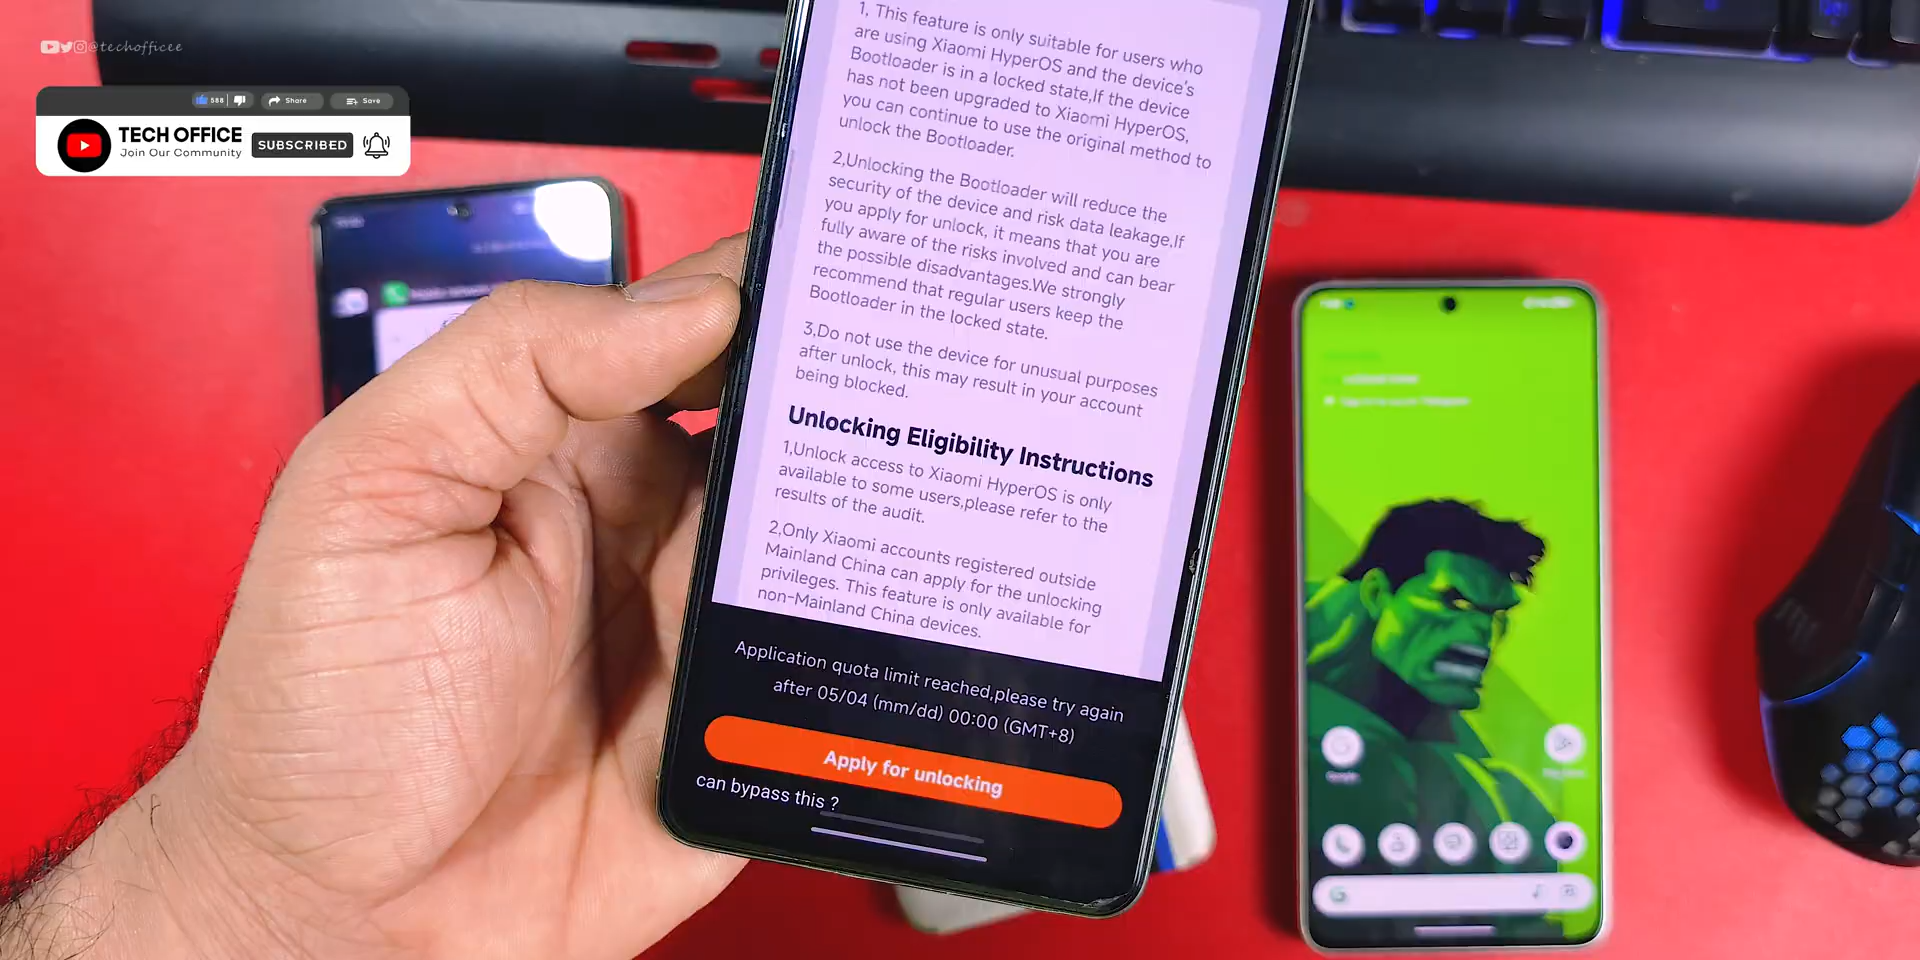 @techofficee
588
Share
Save
TECH OFFICE
Join Our Community
SUBSCRIBED
1, This feature is only suitable for users who
are using Xiaomi HyperOS and the device's
Bootloader is in a locked state,If the device
has not been upgraded to Xiaomi HyperOS,
you can continue to use the original method to
unlock the Bootloader.
2,Unlocking the Bootloader will reduce the
security of the device and risk data leakage,If
you apply for unlock, it means that you are
fully aware of the risks involved and can bear
the possible disadvantages.We strongly
recommend that regular users keep the
Bootloader in the locked state.
3,Do not use the device for unusual purposes
after unlock, this may result in your account
being blocked.
Unlocking Eligibility Instructions
1,Unlock access to Xiaomi HyperOS is only
available to some users,please refer to the
results of the audit.
2,Only Xiaomi accounts registered outside
Mainland China can apply for the unlocking
privileges. This feature is only available for
non-Mainland China devices.
Application quota limit reached,please try again
after 05/04 (mm/dd) 00:00 (GMT+8)
Apply for unlocking
can bypass this ?